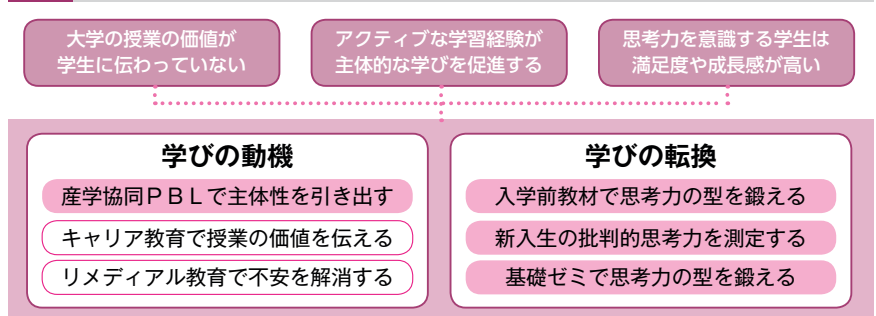 大学の授業の価値が
学生に伝わっていない
アクティブな学習経験が
主体的な学びを促進する
思考力を意識する学生は
満足度や成長感が高い
学びの動機
産学協同ＰＢＬで主体性を引き出す
キャリア教育で授業の価値を伝える
リメディアル教育で不安を解消する
学びの転換
入学前教材で思考力の型を鍛える
新入生の批判的思考力を測定する
基礎ゼミで思考力の型を鍛える